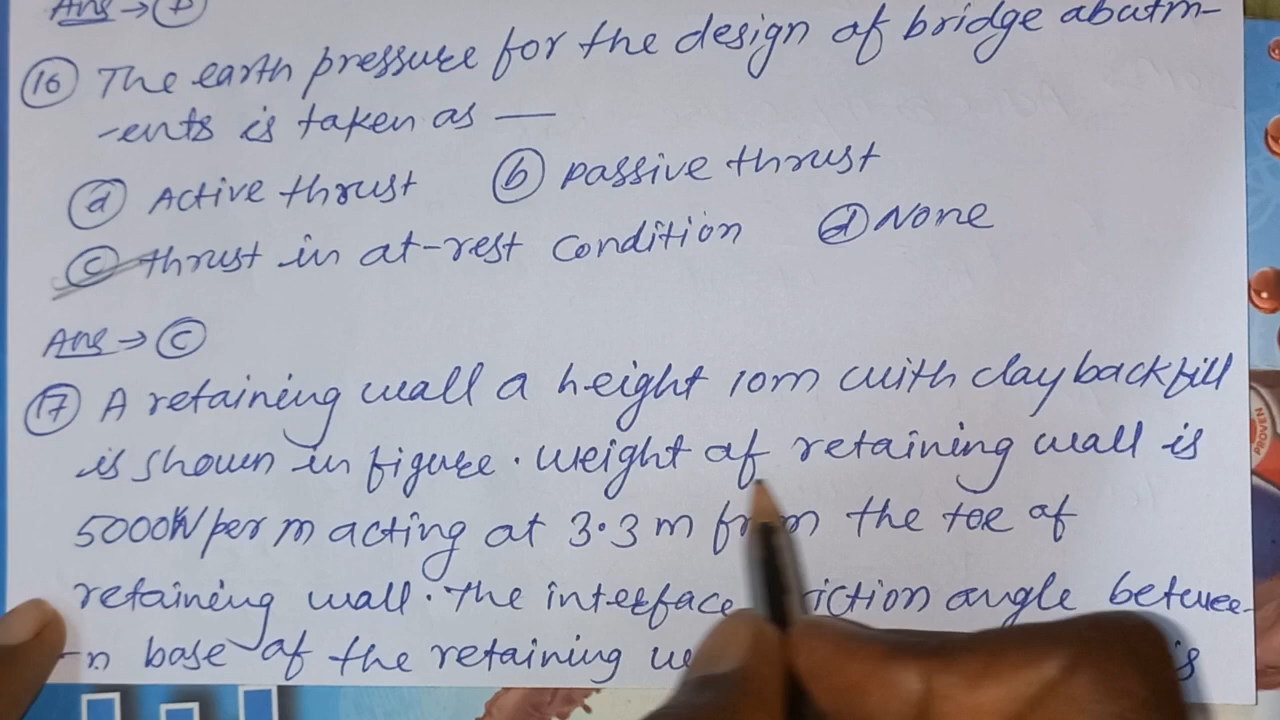 Ans → (b)
(16) The earth pressure for the design of bridge abutm-
-ents is taken as —
(a) Active thrust (b) passive thrust
(c) thrust in at-rest condition (d) None
Ans → (c)
(17) A retaining wall a height 10m with clay backfill
is shown in figure. weight of retaining wall is
5000kN per m acting at 3.3 m from the toe of
retaining wall. The interface friction angle betwee-
-n base of the retaining is
PROVEN